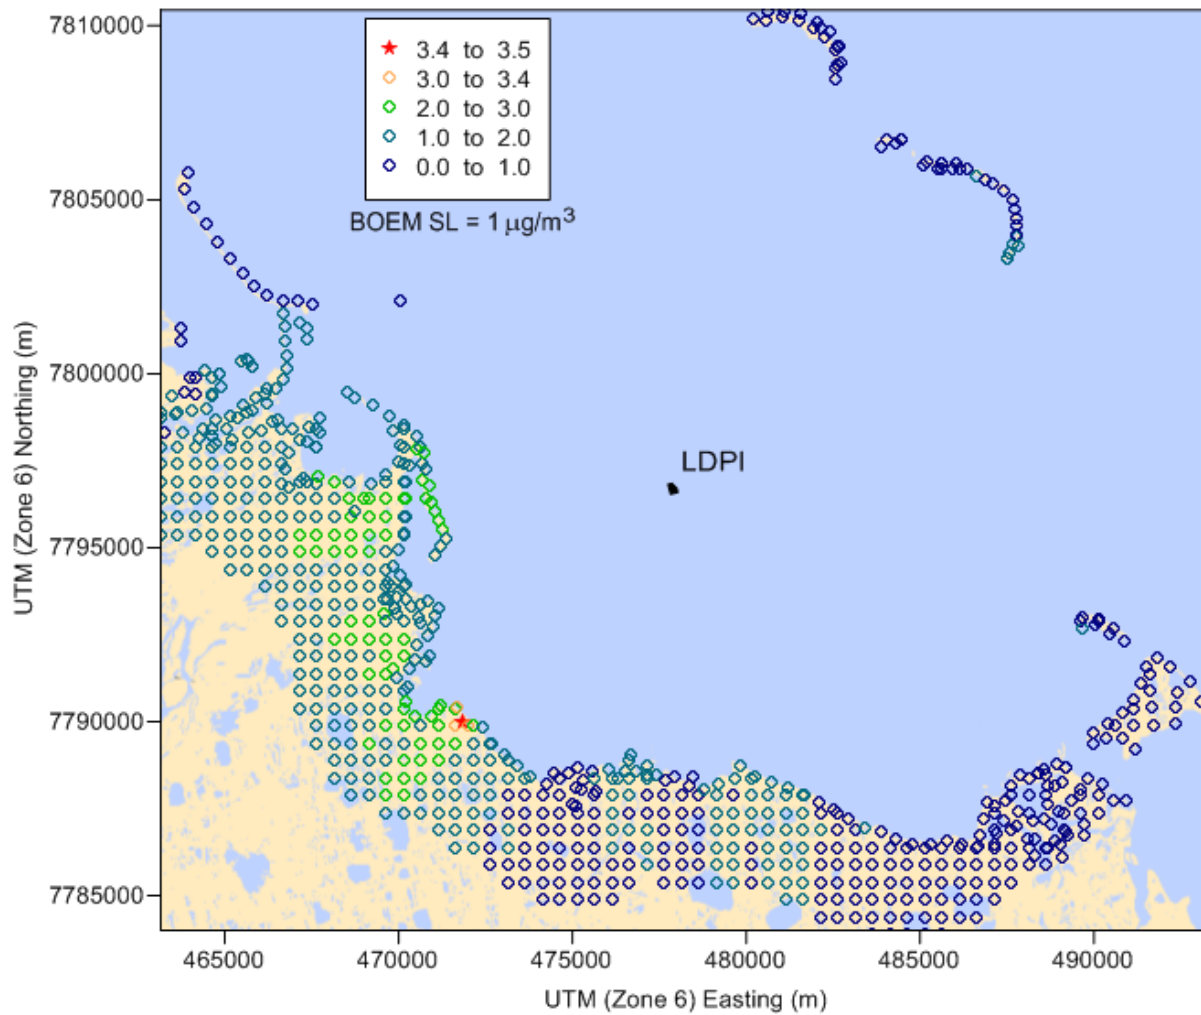 7810000
7805000
7800000
7795000
7790000
7785000
UTM (Zone 6) Northing (m)
3.4 to 3.5
3.0 to 3.4
2.0 to 3.0
1.0 to 2.0
0.0 to 1.0
BOEM SL = 1 μg/m³
LDPI
465000 470000 475000 480000 485000 490000
UTM (Zone 6) Easting (m)